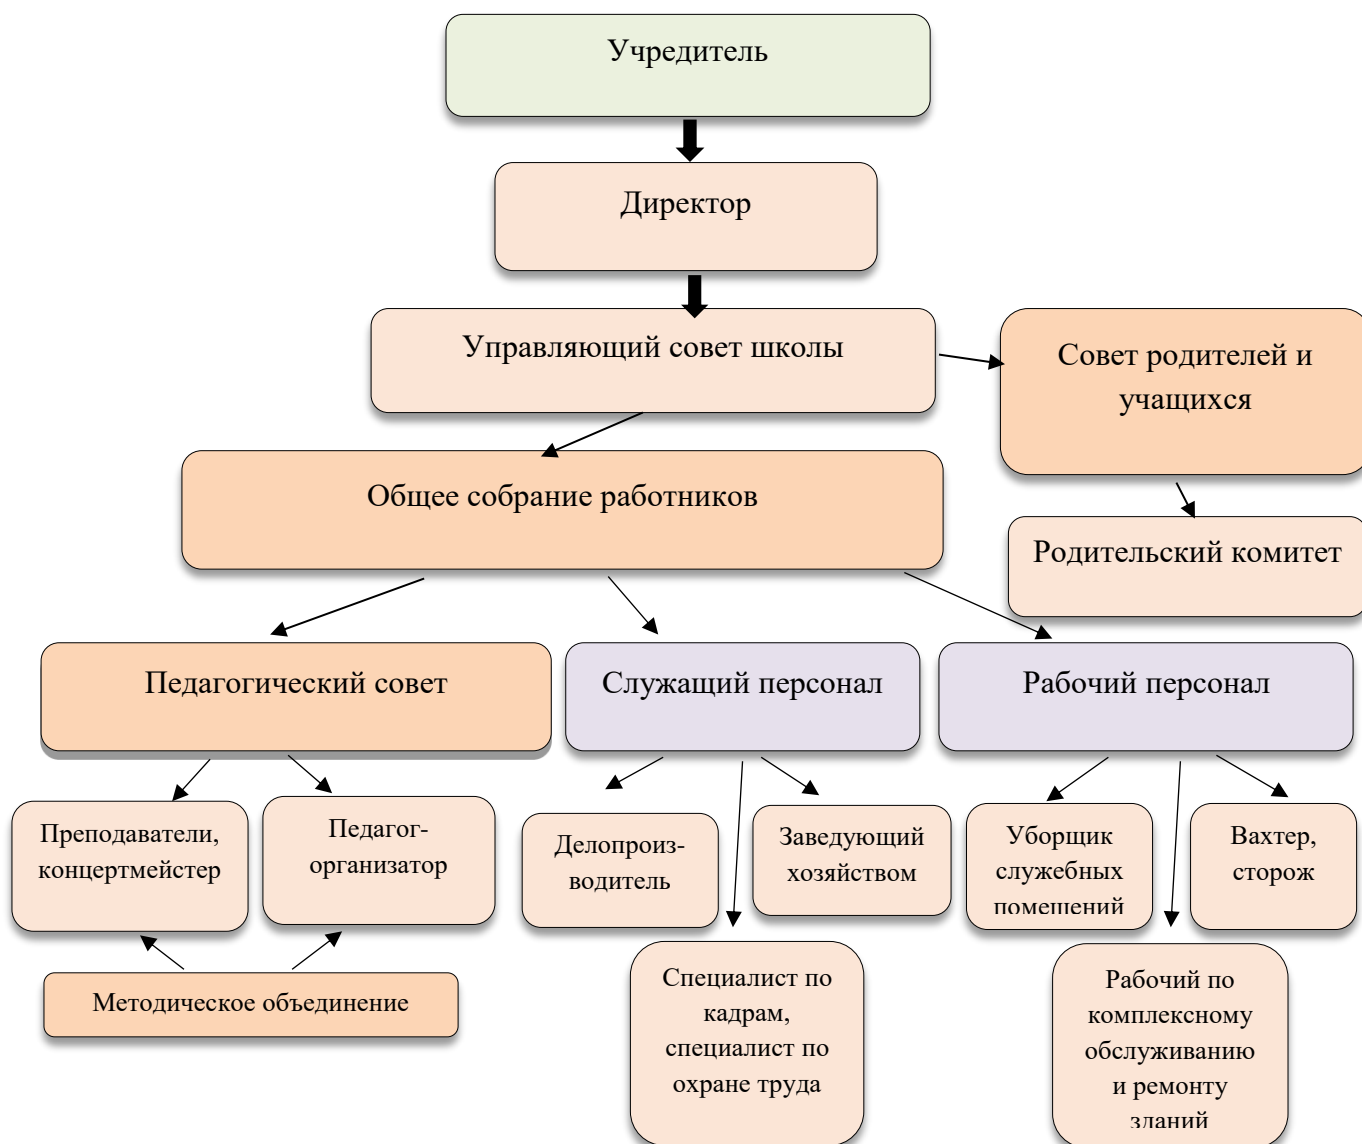 Учредитель
Директор
Управляющий совет школы
Совет родителей и
учащихся
Общее собрание работников
Родительский комитет
Педагогический совет
Служащий персонал
Рабочий персонал
Преподаватели,
концертмейстер
Педагог-
организатор
Делопроиз-
водитель
Заведующий
хозяйством
Уборщик
служебных
помещений
Вахтер,
сторож
Методическое объединение
Специалист по
кадрам,
специалист по
охране труда
Рабочий по
комплексному
обслуживанию
и ремонту
зданий